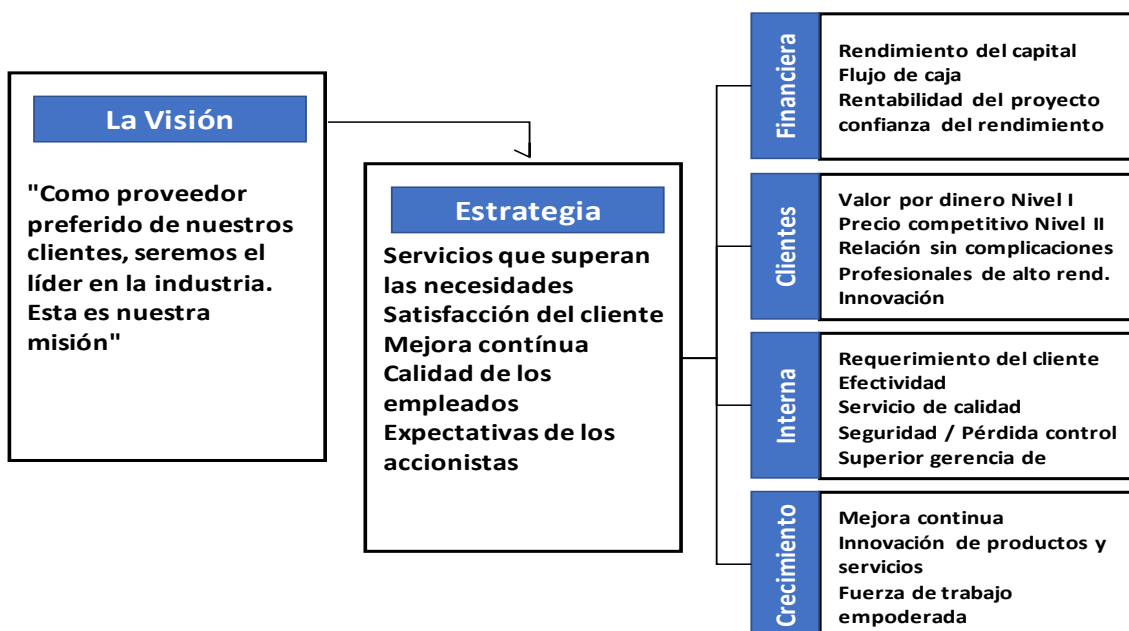 La Visión
"Como proveedor
preferido de nuestros
clientes, seremos el
líder en la industria.
Esta es nuestra
misión"
Estrategia
Servicios que superan
las necesidades
Satisfacción del cliente
Mejora contínua
Calidad de los
empleados
Expectativas de los
accionistas
Financiera
Rendimiento del capital
Flujo de caja
Rentabilidad del proyecto
confianza del rendimiento
Clientes
Valor por dinero Nivel I
Precio competitivo Nivel II
Relación sin complicaciones
Profesionales de alto rend.
Innovación
Interna
Requerimiento del cliente
Efectividad
Servicio de calidad
Seguridad / Pérdida control
Superior gerencia de
Crecimiento
Mejora continua
Innovación de productos y
servicios
Fuerza de trabajo
empoderada